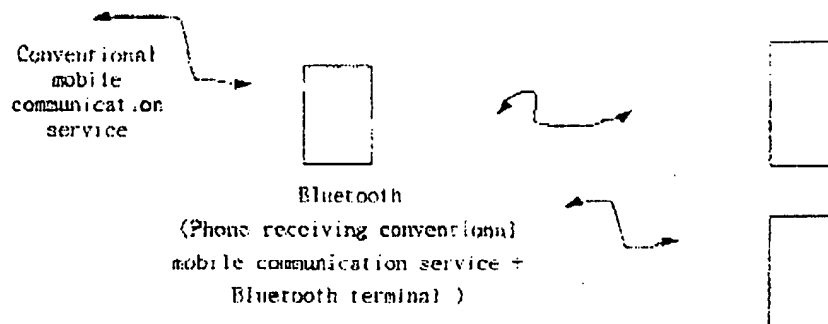 Conventional
mobile
communication
service
Bluetooth
(Phone receiving conventional
mobile communication service +
Bluetooth terminal )